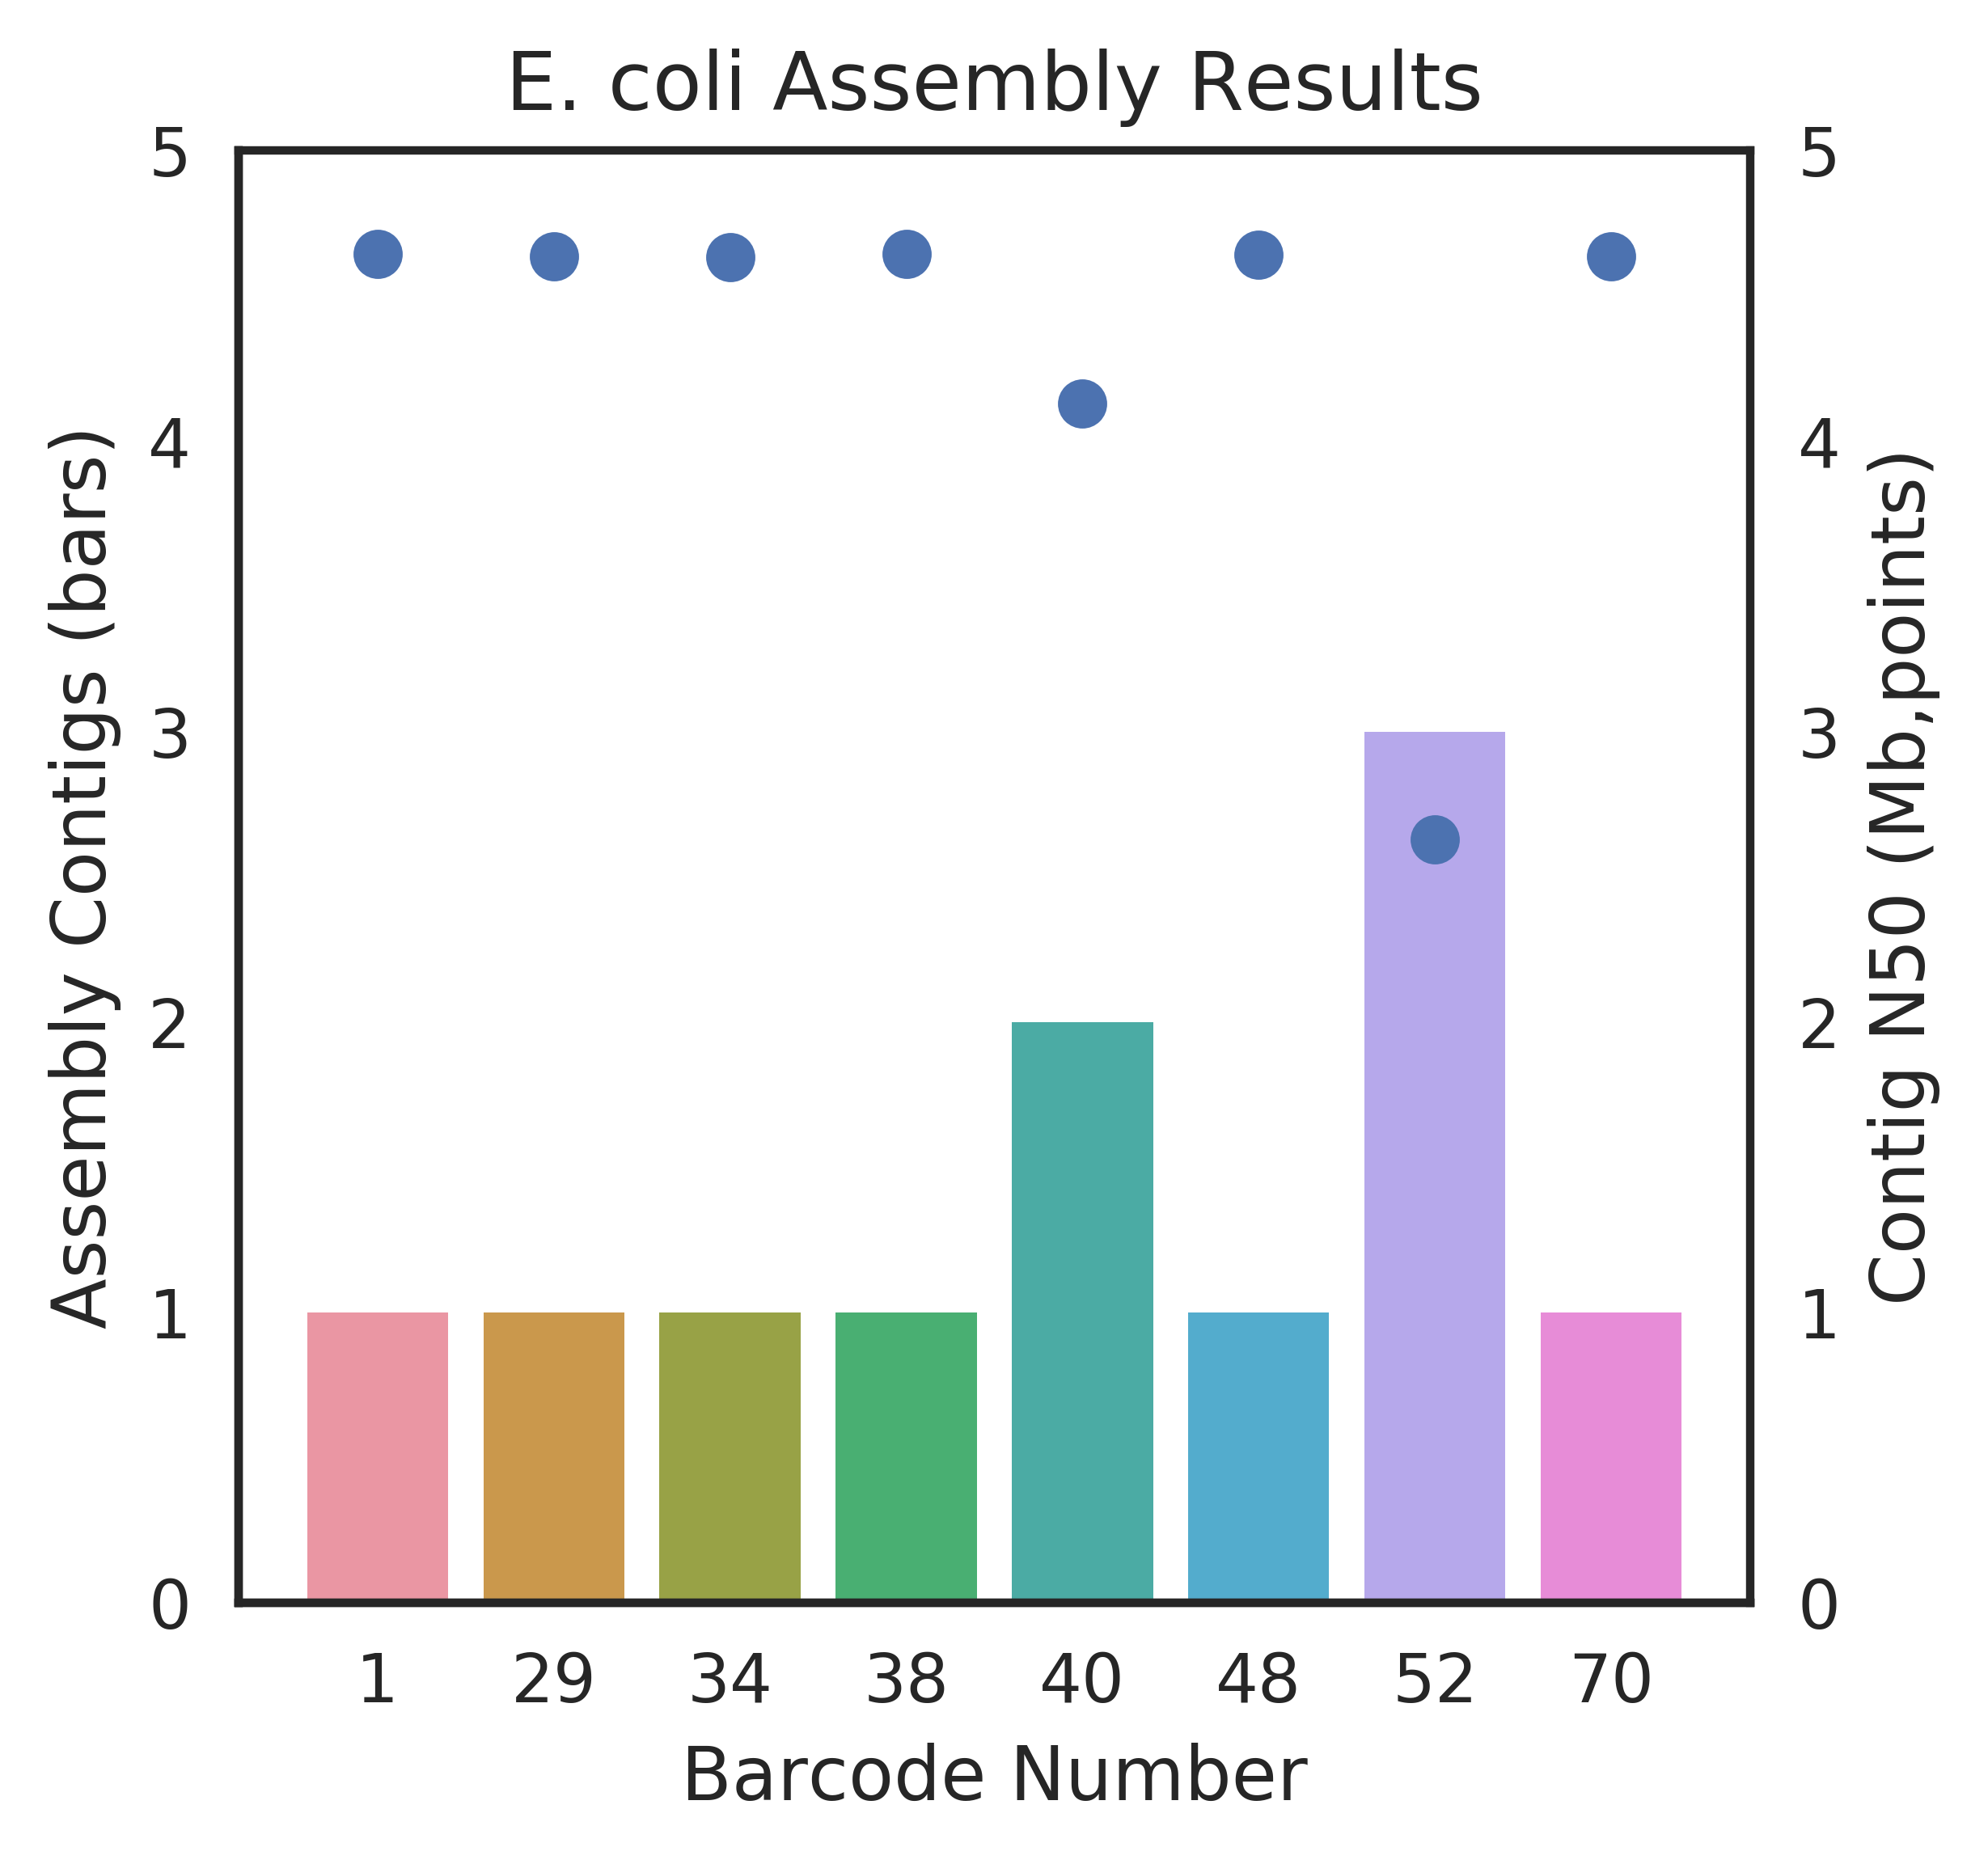 E. coli Assembly Results
Assembly Contigs (bars)
5
4
3
2
1
0
5
4
3
2
1
0
Contig N50 (Mb,points)
1 29 34 38 40 48 52 70
Barcode Number